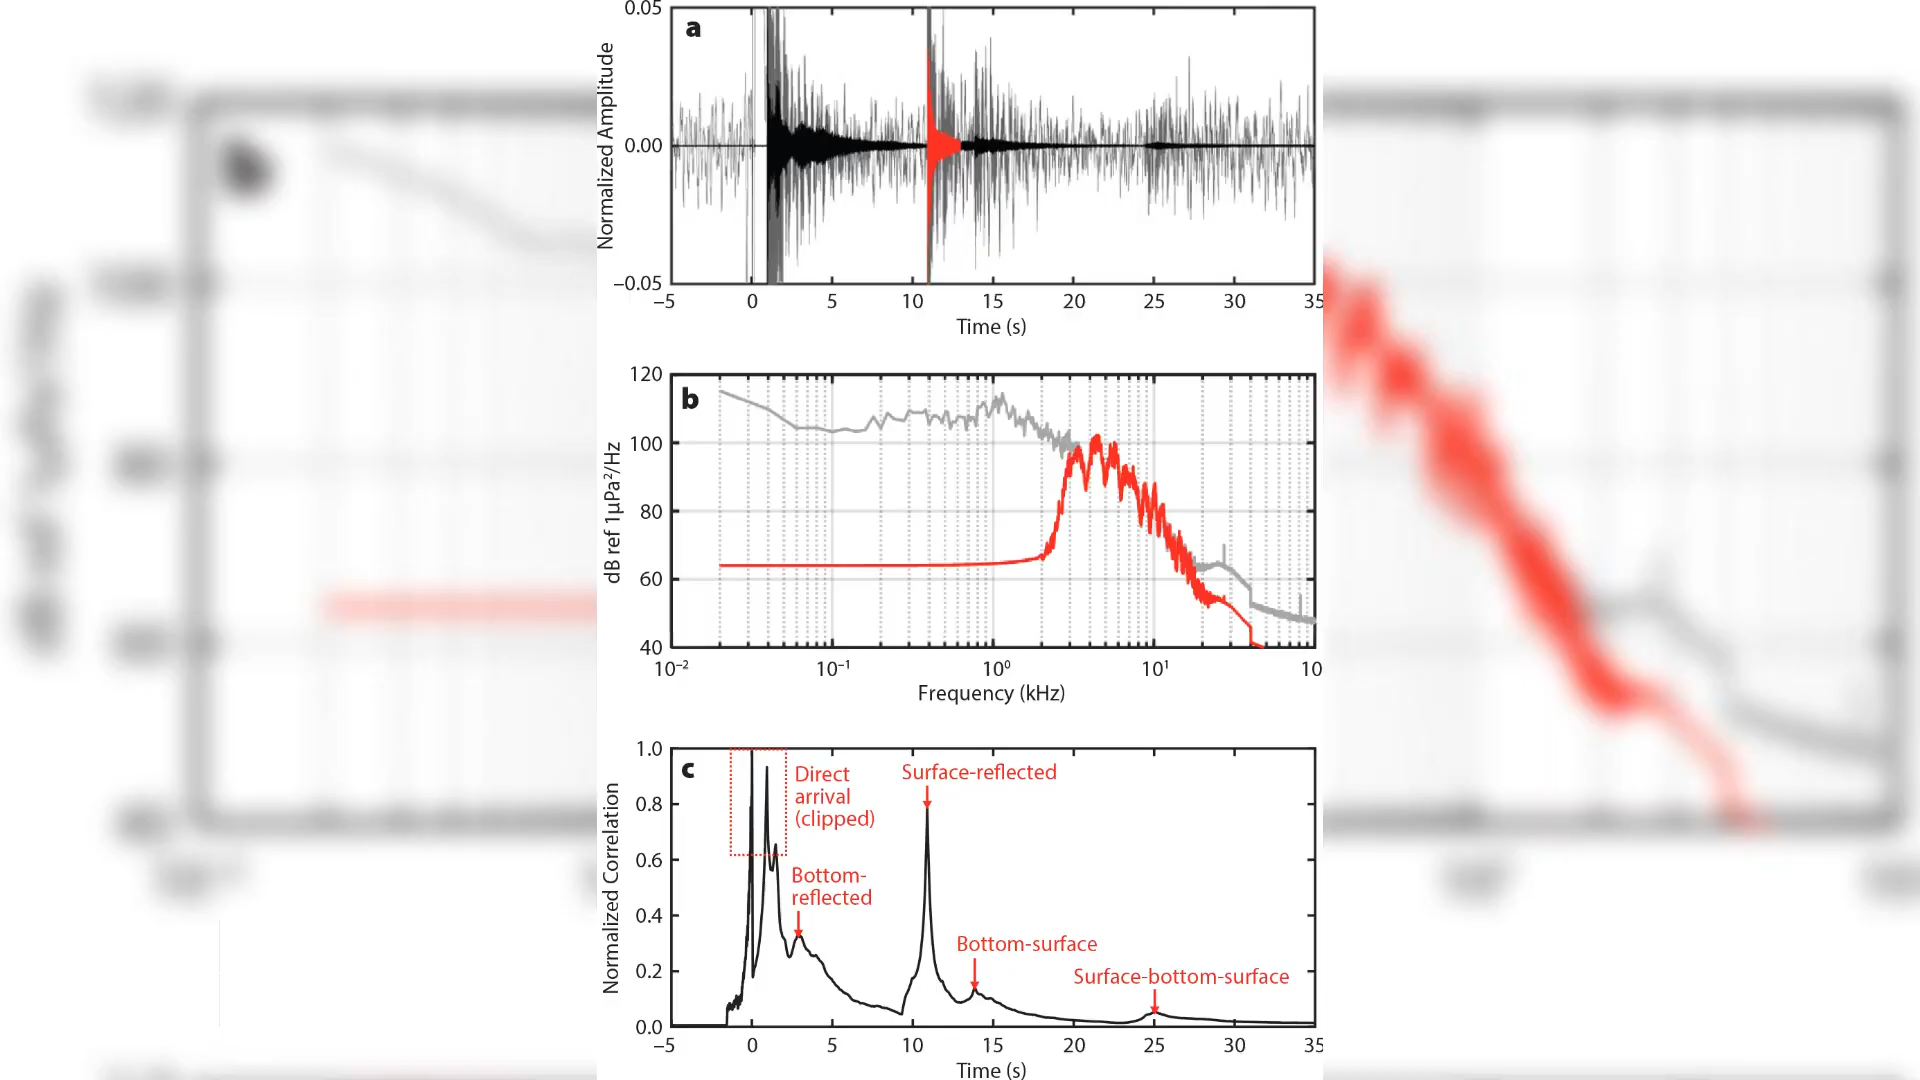 0.05
a
Normalized Amplitude
0.00
−0.05
−5 0 5 10 15 20 25 30 35
Time (s)
120
b
100
dB ref 1µPa²/Hz
80
60
40
10⁻² 10⁻¹ 10⁰ 10¹ 10
Frequency (kHz)
1.0
c
Direct
arrival
(clipped)
Surface-reflected
0.8
Normalized Correlation
0.6
Bottom-
reflected
0.4
Bottom-surface
0.2
Surface-bottom-surface
0.0
−5 0 5 10 15 20 25 30 35
Time (s)